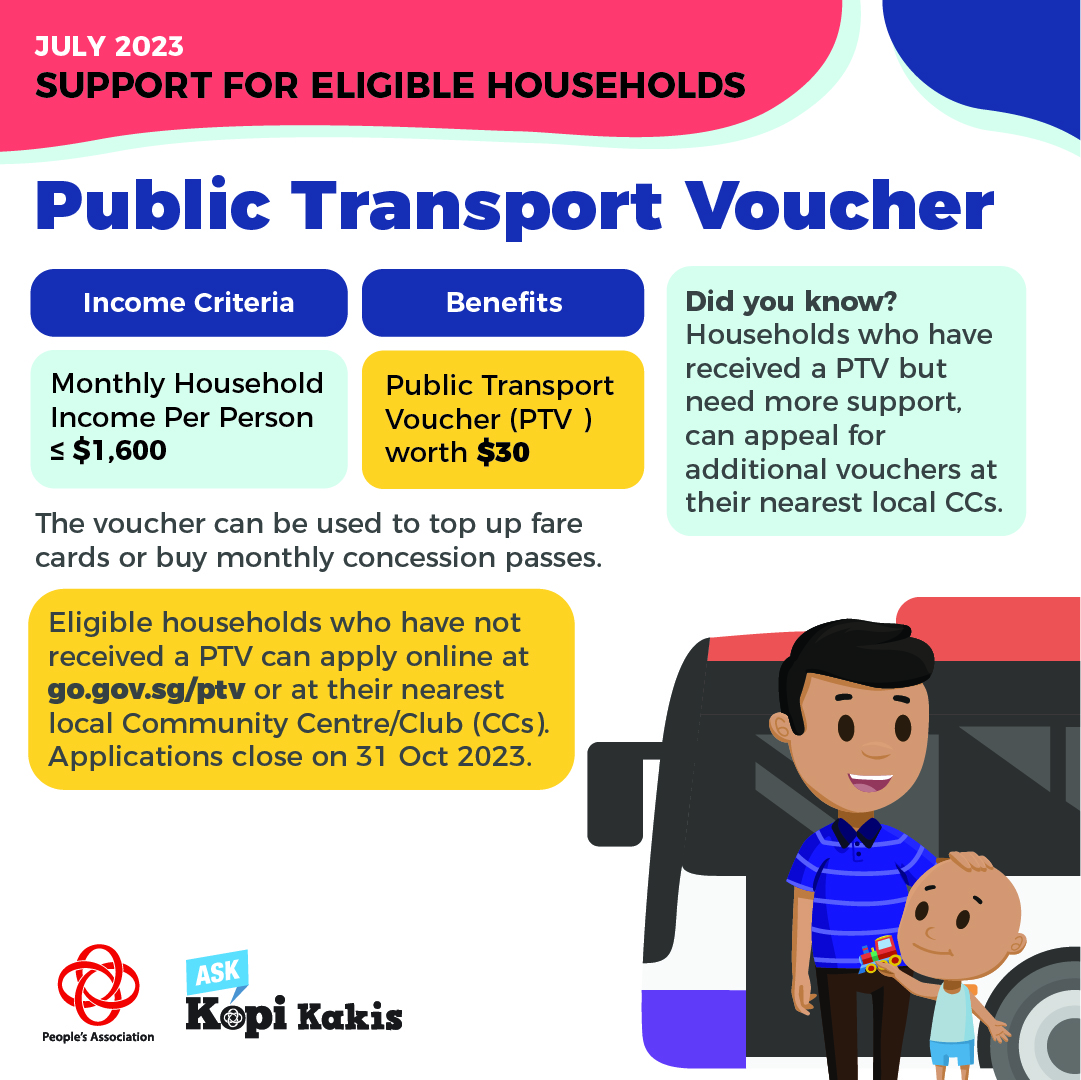 JULY 2023
SUPPORT FOR ELIGIBLE HOUSEHOLDS
Public Transport Voucher
Income Criteria
Monthly Household
Income Per Person
≤ $1,600
Benefits
Public Transport
Voucher (PTV )
worth $30
Did you know?
Households who have
received a PTV but
need more support,
can appeal for
additional vouchers at
their nearest local CCs.
The voucher can be used to top up fare
cards or buy monthly concession passes.
Eligible households who have not
received a PTV can apply online at
go.gov.sg/ptv or at their nearest
local Community Centre/Club (CCs).
Applications close on 31 Oct 2023.
People's Association
ASK
Kopi Kakis